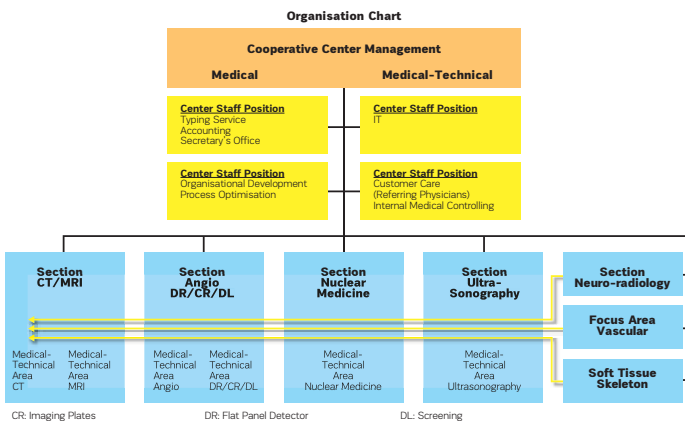 Organisation Chart
Cooperative Center Management
Medical
Medical-Technical
Center Staff Position
Typing Service
Accounting
Secretary's Office
Center Staff Position
IT
Center Staff Position
Organisational Development
Process Optimisation
Center Staff Position
Customer Care
(Referring Physicians)
Internal Medical Controlling
Section
CT/MRI
Section
Angio
DR/CR/DL
Section
Nuclear
Medicine
Section
Ultra-
Sonography
Section
Neuro-radiology
Focus Area
Vascular
Soft Tissue
Skeleton
Medical-
Technical
Area
CT
Medical-
Technical
Area
MRI
Medical-
Technical
Area
Angio
Medical-
Technical
Area
DR/CR/DL
Medical-
Technical
Area
Nuclear Medicine
Medical-
Technical
Area
Ultrasonography
CR: Imaging Plates
DR: Flat Panel Detector
DL: Screening